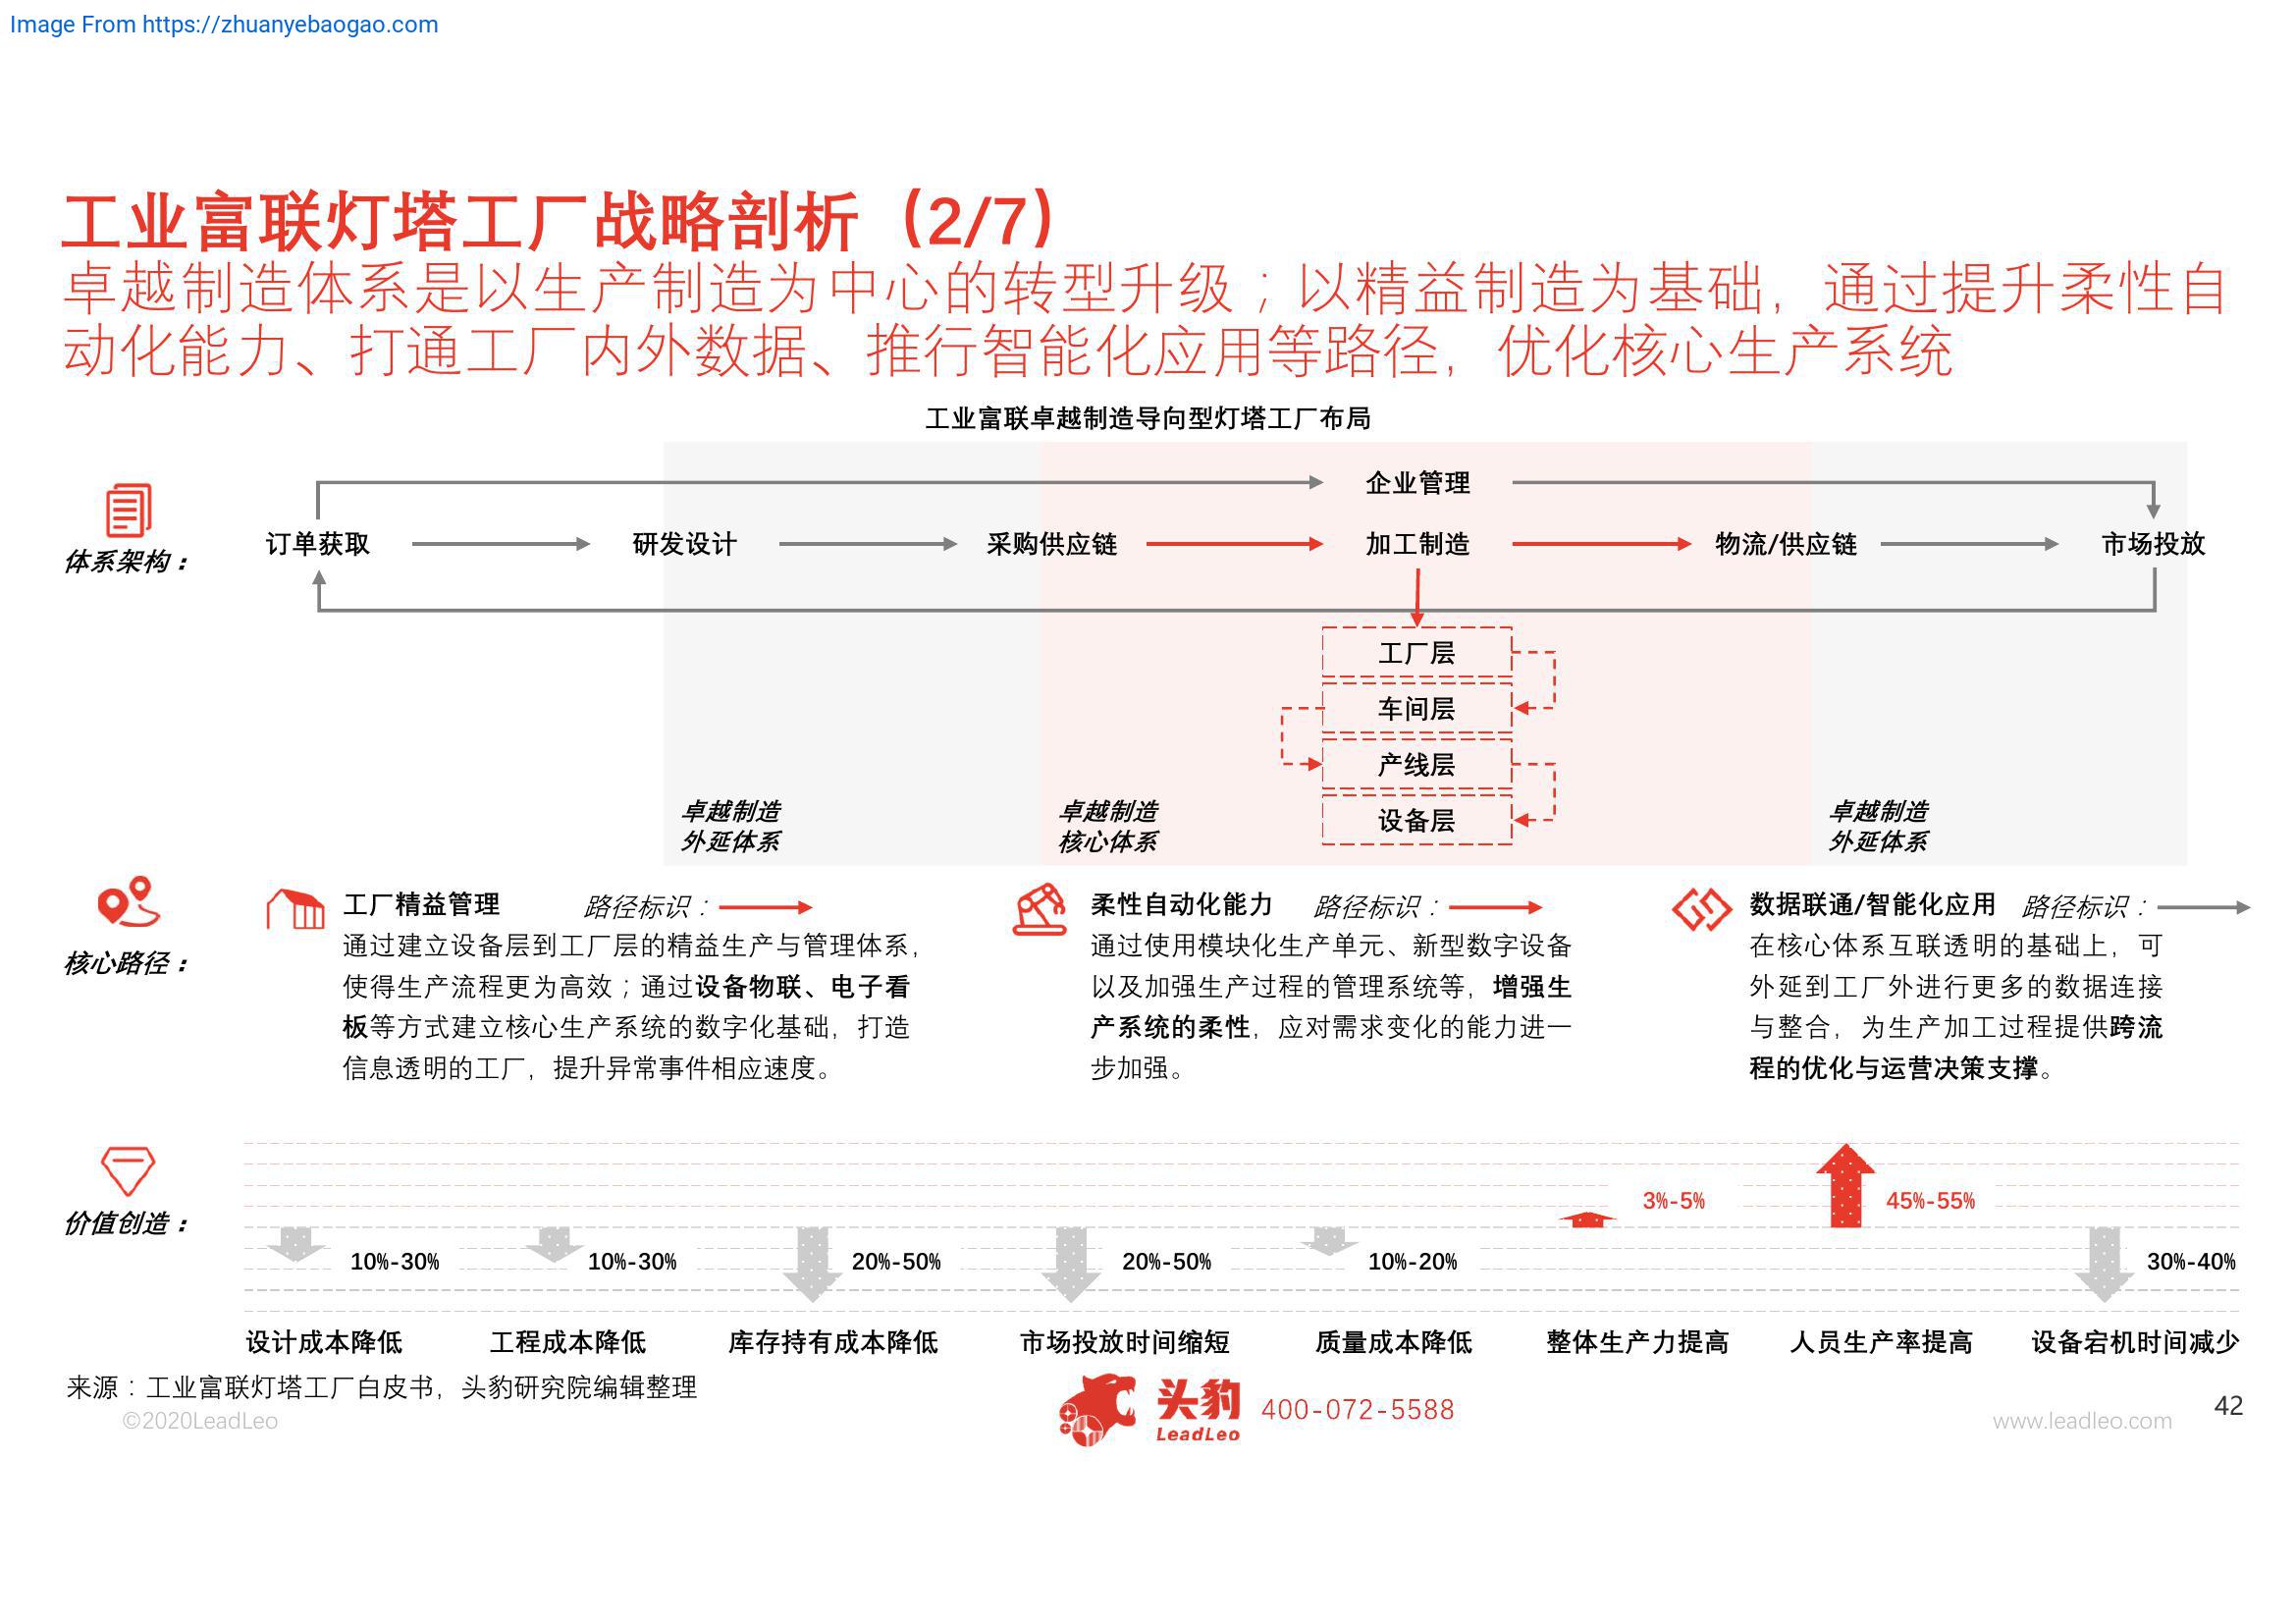 Image From https://zhuanyebaogao.com
工业富联灯塔工厂战略剖析（2/7）
卓越制造体系是以生产制造为中心的转型升级；以精益制造为基础，通过提升柔性自
动化能力、打通工厂内外数据、推行智能化应用等路径，优化核心生产系统
工业富联卓越制造导向型灯塔工厂布局
体系架构：
企业管理
订单获取
研发设计
采购供应链
加工制造
物流/供应链
市场投放
工厂层
车间层
产线层
设备层
卓越制造
外延体系
卓越制造
核心体系
卓越制造
外延体系
核心路径：
工厂精益管理
路径标识：
通过建立设备层到工厂层的精益生产与管理体系，
使得生产流程更为高效；通过设备物联、电子看
板等方式建立核心生产系统的数字化基础，打造
信息透明的工厂，提升异常事件相应速度。
柔性自动化能力
路径标识：
通过使用模块化生产单元、新型数字设备
以及加强生产过程的管理系统等，增强生
产系统的柔性，应对需求变化的能力进一
步加强。
数据联通/智能化应用
路径标识：
在核心体系互联透明的基础上，可
外延到工厂外进行更多的数据连接
与整合，为生产加工过程提供跨流
程的优化与运营决策支撑。
价值创造：
10%-30%
10%-30%
20%-50%
20%-50%
10%-20%
3%-5%
45%-55%
30%-40%
设计成本降低
工程成本降低
库存持有成本降低
市场投放时间缩短
质量成本降低
整体生产力提高
人员生产率提高
设备宕机时间减少
来源：工业富联灯塔工厂白皮书，头豹研究院编辑整理
©2020LeadLeo
头豹
LeadLeo
400-072-5588
www.leadleo.com
42